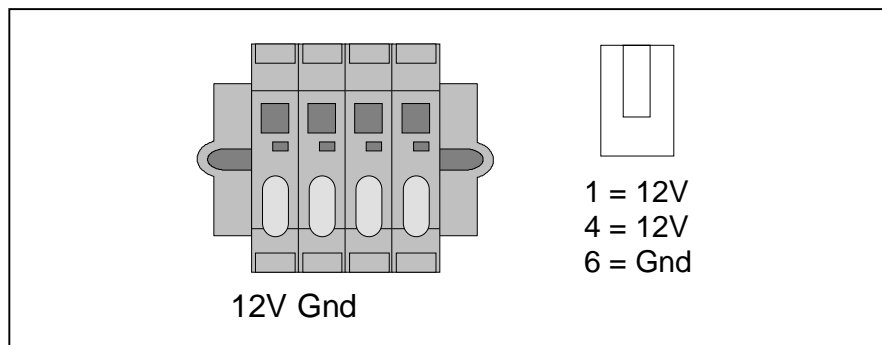 12V Gnd
1 = 12V
4 = 12V
6 = Gnd